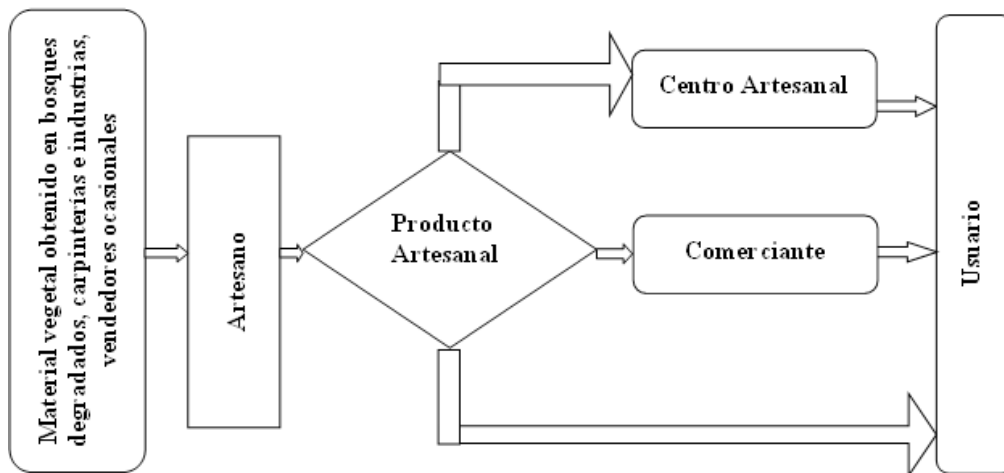 Material vegetal obtenido en bosques
degradados, carpinterías e industrias,
vendedores ocasionales
Artesano
Producto
Artesanal
Centro Artesanal
Comerciante
Usuario